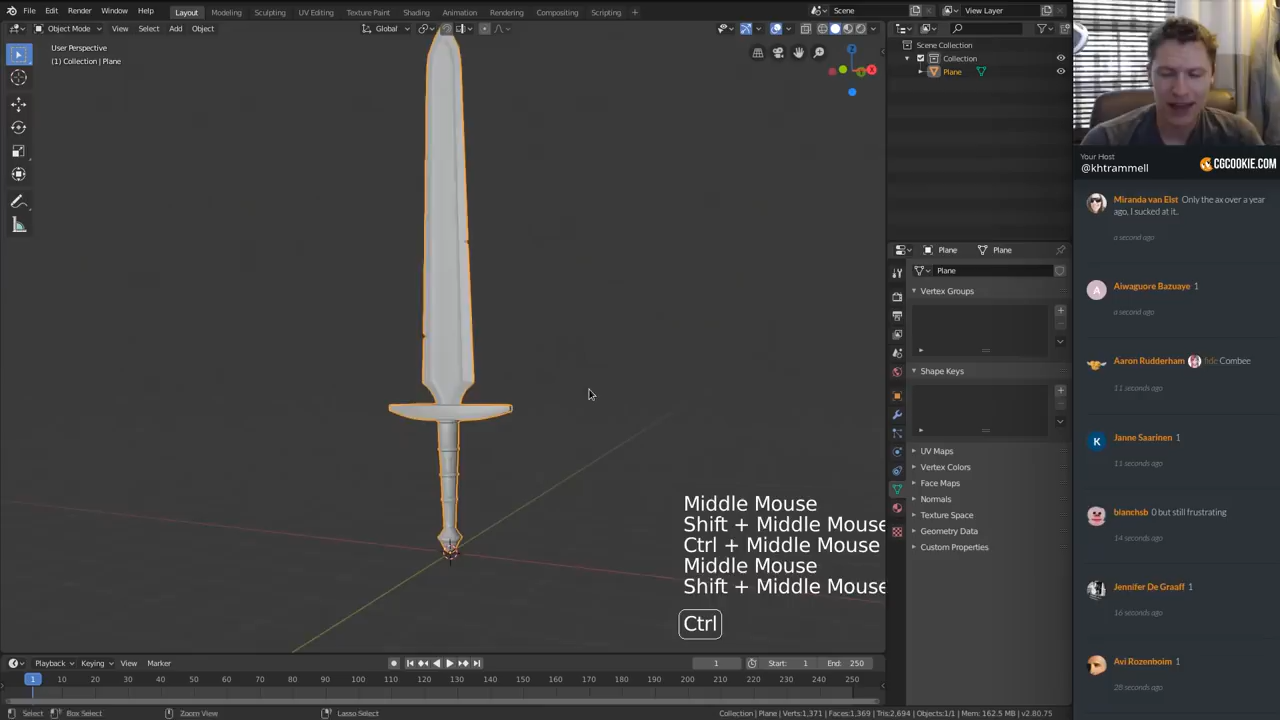 File Edit Render Window Help
Layout Modeling Sculpting UV Editing Texture Paint Shading Animation Rendering Compositing Scripting +
Scene
View Layer
Object Mode View Select Add Object
Global
User Perspective
(1) Collection | Plane
Z
X
Middle Mouse
Shift + Middle Mouse
Ctrl + Middle Mouse
Middle Mouse
Shift + Middle Mouse
Ctrl
Scene Collection
Collection
Plane
Plane Plane
Plane
Vertex Groups
Shape Keys
UV Maps
Vertex Colors
Face Maps
Normals
Texture Space
Geometry Data
Custom Properties
Playback Keying View Marker
1 Start: 1 End: 250
1 10 20 30 40 50 60 70 80 90 100 110 120 130 140 150 160 170 180 190 200 210 220 230 240 250
Select Box Select Zoom View Lasso Select
Collection | Plane | Verts:1,371 | Faces:1,369 | Tris:2,694 | Objects:1/1 | Mem: 162.5 MB | v2.80.75
Your Host
@khtrammell
CGCOOKIE.COM
Miranda van Elst Only the ax over a year
ago, I sucked at it..
a second ago
A
Aiwaguore Bazuaye 1
a second ago
Aaron Rudderham fide Combee
11 seconds ago
K
Janne Saarinen 1
11 seconds ago
blanchsb 0 but still frustrating
14 seconds ago
Jennifer De Graaff 1
16 seconds ago
Avi Rozenboim 1
28 seconds ago